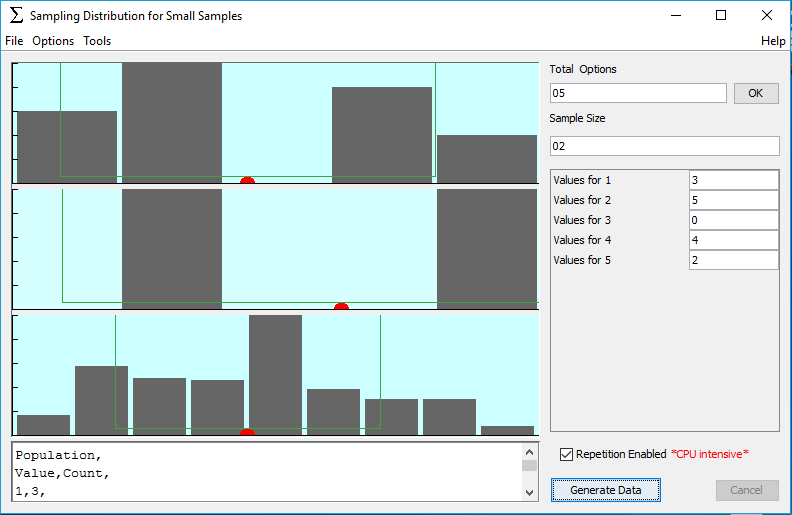 Σ Sampling Distribution for Small Samples
File Options Tools Help
Total Options
05 OK
Sample Size
02
Values for 1 3
Values for 2 5
Values for 3 0
Values for 4 4
Values for 5 2
Population,
Value,Count,
1,3,
Repetition Enabled *CPU intensive*
Generate Data Cancel